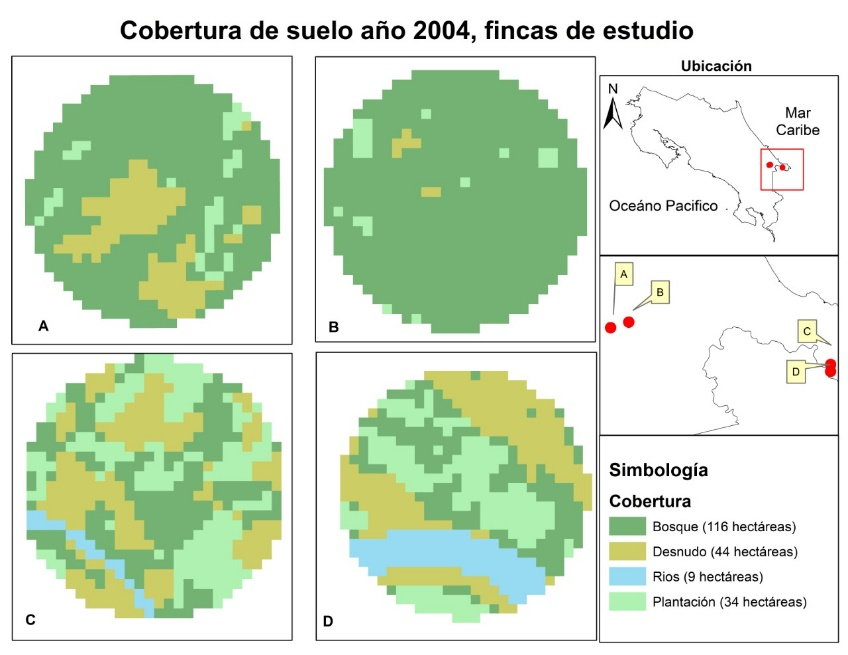 Cobertura de suelo año 2004, fincas de estudio
A
B
C
D
Ubicación
N
Mar
Caribe
Oceáno Pacifico
A
B
C
D
Simbología
Cobertura
Bosque (116 hectáreas)
Desnudo (44 hectáreas)
Rios (9 hectáreas)
Plantación (34 hectáreas)